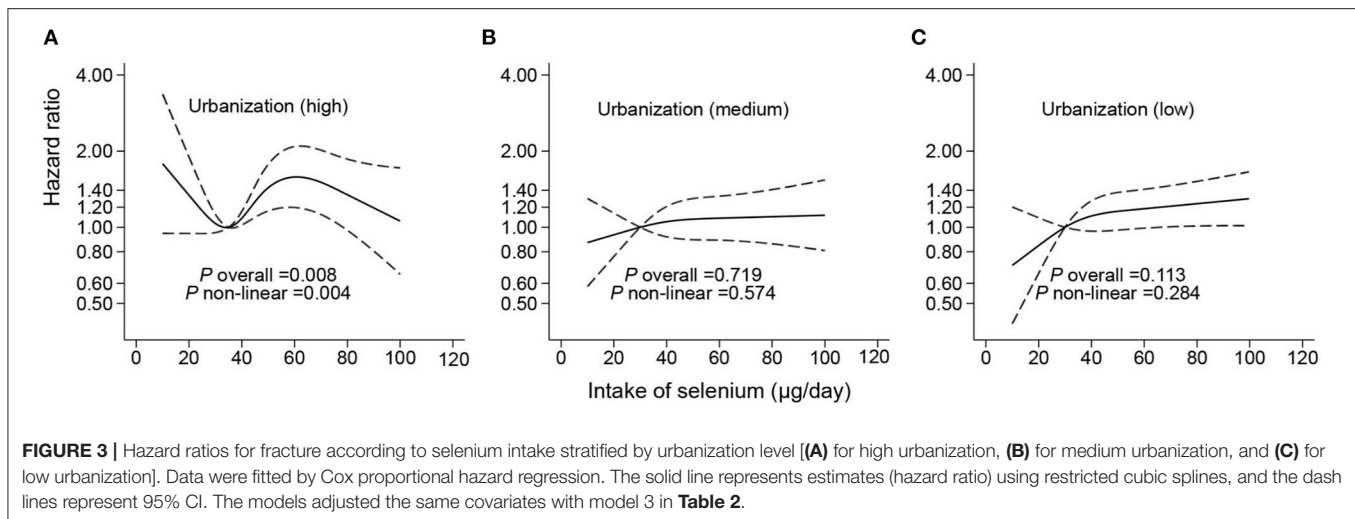 A
B
C
Hazard ratio
4.00
2.00
1.40
1.20
1.00
0.80
0.60
0.50
Urbanization (high)
P overall =0.008
P non-linear =0.004
0 20 40 60 80 100 120
4.00
2.00
1.40
1.20
1.00
0.80
0.60
0.50
Urbanization (medium)
P overall =0.719
P non-linear =0.574
0 20 40 60 80 100 120
4.00
2.00
1.40
1.20
1.00
0.80
0.60
0.50
Urbanization (low)
P overall =0.113
P non-linear =0.284
0 20 40 60 80 100 120
Intake of selenium (µg/day)
FIGURE 3 | Hazard ratios for fracture according to selenium intake stratified by urbanization level [(A) for high urbanization, (B) for medium urbanization, and (C) for
low urbanization]. Data were fitted by Cox proportional hazard regression. The solid line represents estimates (hazard ratio) using restricted cubic splines, and the dash
lines represent 95% CI. The models adjusted the same covariates with model 3 in Table 2.